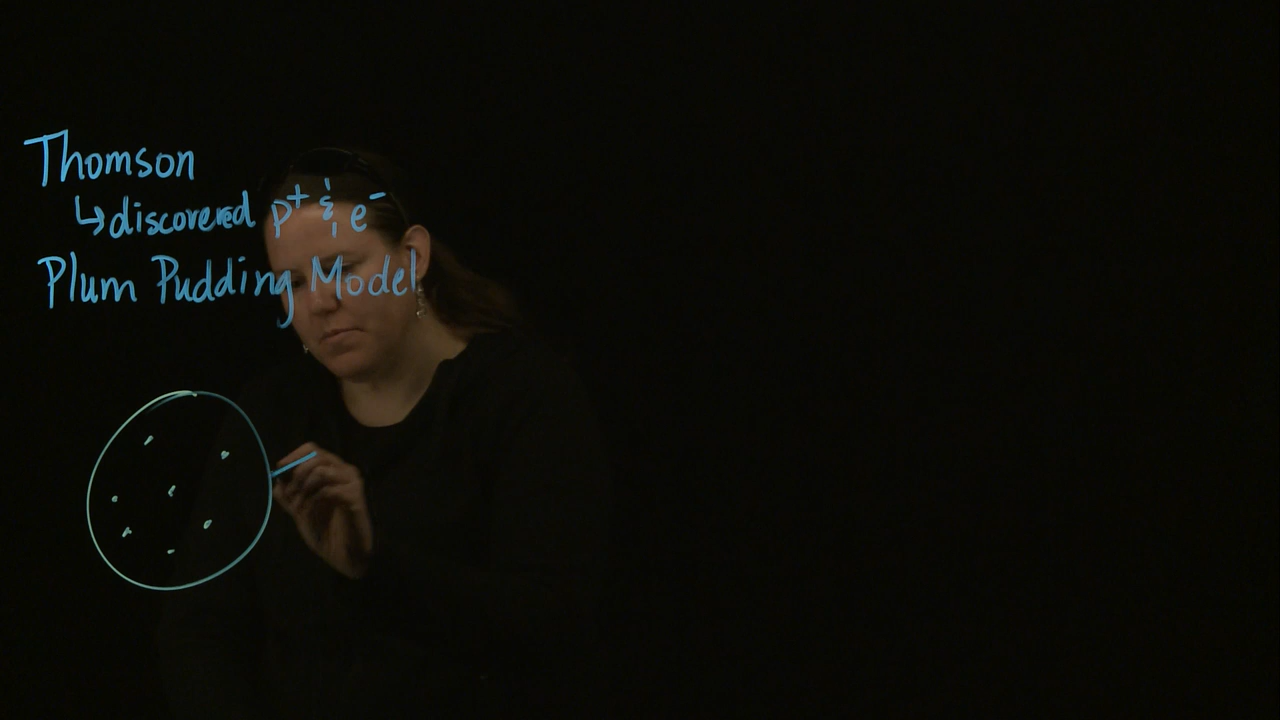 Thomson
↳ discovered p⁺ & e⁻
Plum Pudding Model